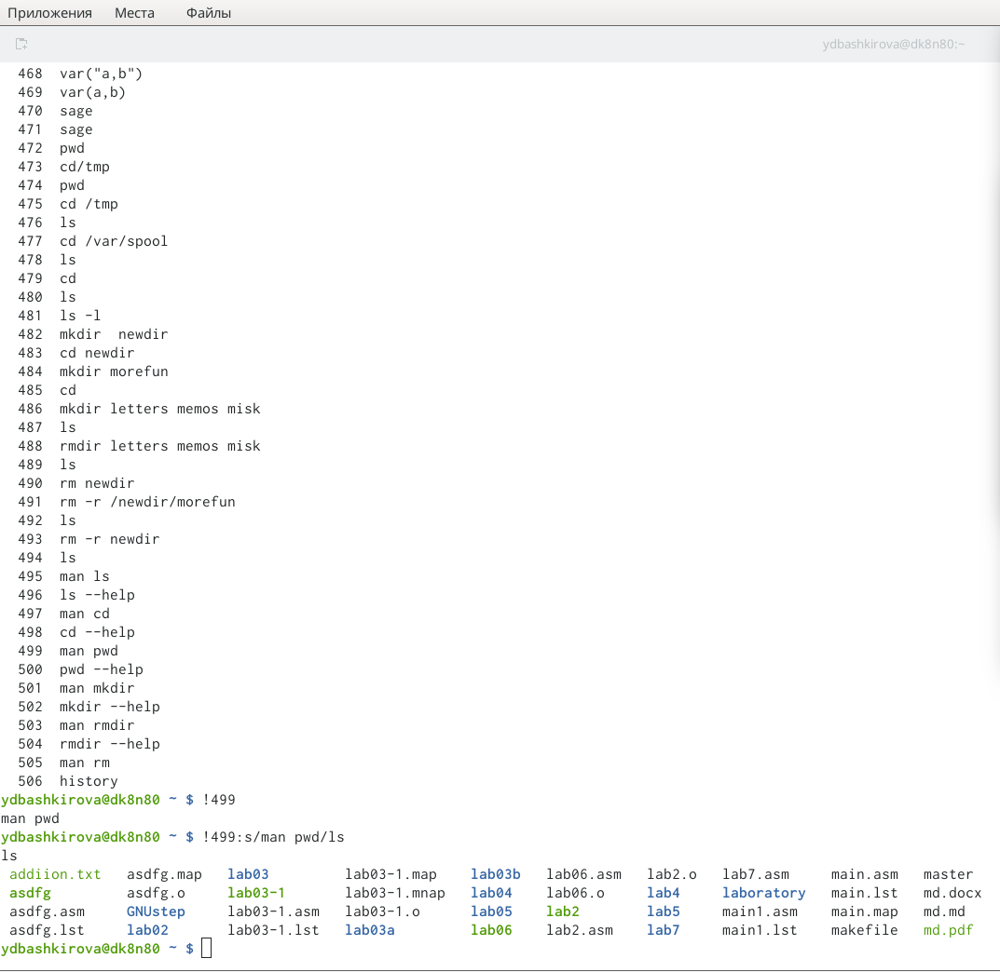 Приложения Места Файлы
ydbashkirova@dk8n80:~
468 var("a,b")
469 var(a,b)
470 sage
471 sage
472 pwd
473 cd/tmp
474 pwd
475 cd /tmp
476 ls
477 cd /var/spool
478 ls
479 cd
480 ls
481 ls -l
482 mkdir  newdir
483 cd newdir
484 mkdir morefun
485 cd
486 mkdir letters memos misk
487 ls
488 rmdir letters memos misk
489 ls
490 rm newdir
491 rm -r /newdir/morefun
492 ls
493 rm -r newdir
494 ls
495 man ls
496 ls --help
497 man cd
498 cd --help
499 man pwd
500 pwd --help
501 man mkdir
502 mkdir --help
503 man rmdir
504 rmdir --help
505 man rm
506 history
ydbashkirova@dk8n80 ~ $ !499
man pwd
ydbashkirova@dk8n80 ~ $ !499:s/man pwd/ls
ls
addiion.txt asdfg.map lab03 lab03-1.map lab03b lab06.asm lab2.o lab7.asm main.asm master
asdfg asdfg.o lab03-1 lab03-1.mnap lab04 lab06.o lab4 laboratory main.lst md.docx
asdfg.asm GNUstep lab03-1.asm lab03-1.o lab05 lab2 lab5 main1.asm main.map md.md
asdfg.lst lab02 lab03-1.lst lab03a lab06 lab2.asm lab7 main1.lst makefile md.pdf
ydbashkirova@dk8n80 ~ $